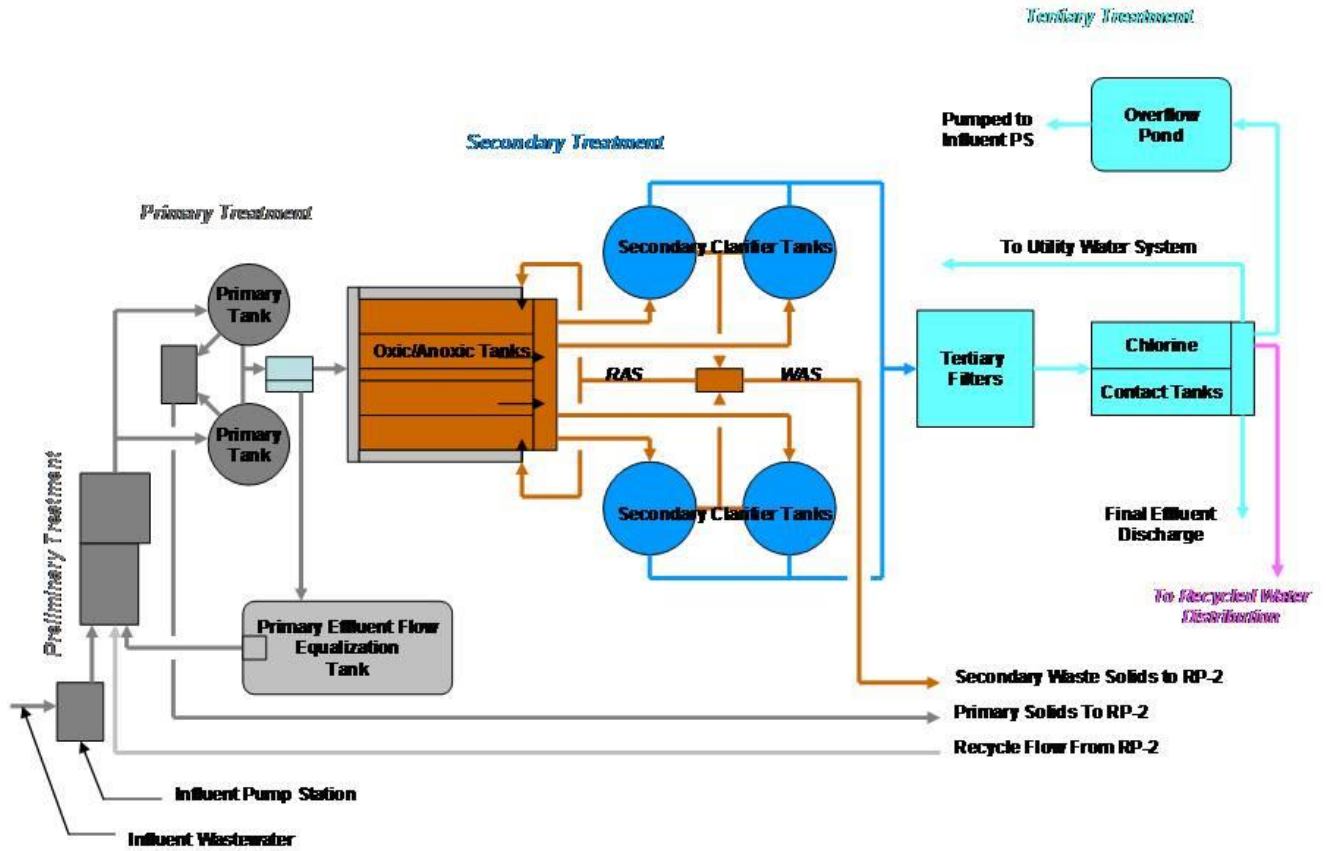 Tertiary Treatment
Overflow
Pond
Pumped to
Influent PS
Secondary Treatment
Primary Treatment
Secondary Clarifier Tanks
To Utility Water System
Primary
Tank
Oxic/Anoxic Tanks
RAS
WAS
Tertiary
Filters
Chlorine
Contact Tanks
Primary
Tank
Preliminary Treatment
Secondary Clarifier Tanks
Final Effluent
Discharge
To Recycled Water
Distribution
Primary Effluent Flow
Equalization
Tank
Secondary Waste Solids to RP-2
Primary Solids To RP-2
Recycle Flow From RP-2
Influent Pump Station
Influent Wastewater